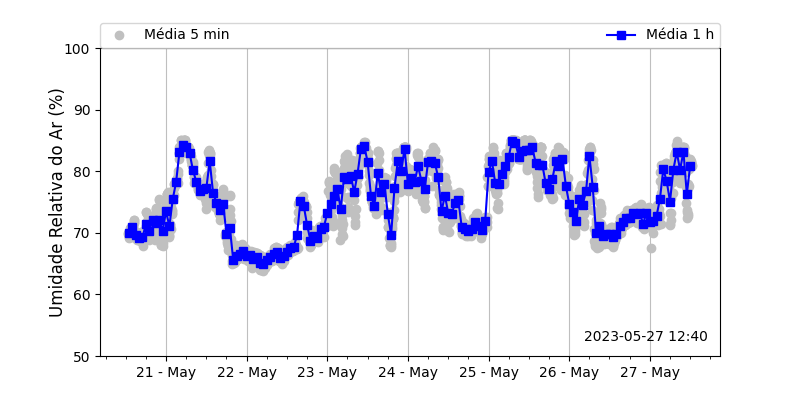 Média 5 min
Média 1 h
Umidade Relativa do Ar (%)
100
90
80
70
60
50
2023-05-27 12:40
21 - May
22 - May
23 - May
24 - May
25 - May
26 - May
27 - May